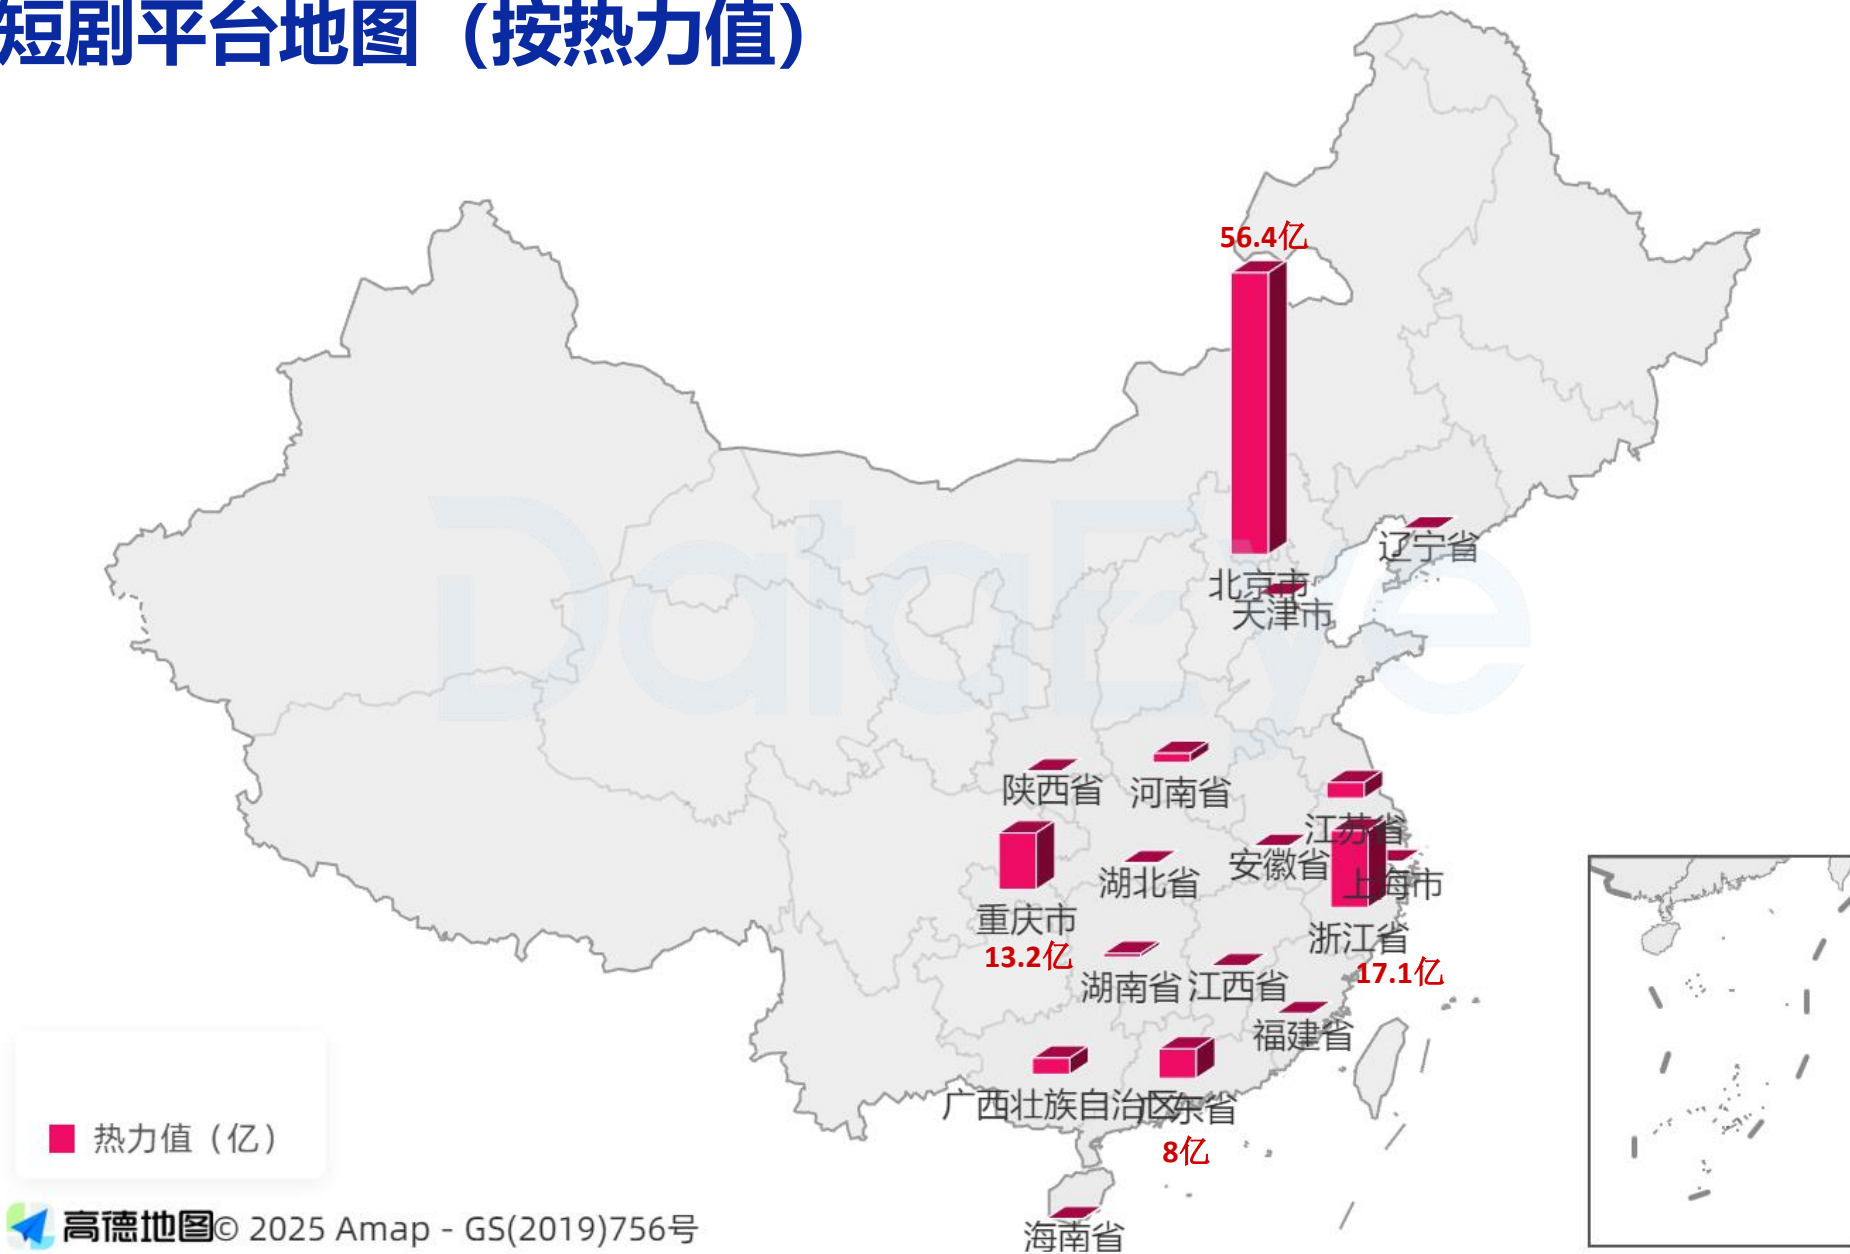 短剧平台地图（按热力值）
56.4亿
辽宁省
北京市
天津市
DataEye
陕西省
河南省
江苏省
安徽省
上海市
湖北省
重庆市
13.2亿
浙江省
17.1亿
湖南省
江西省
福建省
广西壮族自治区
广东省
8亿
热力值（亿）
海南省
高德地图© 2025 Amap - GS(2019)756号